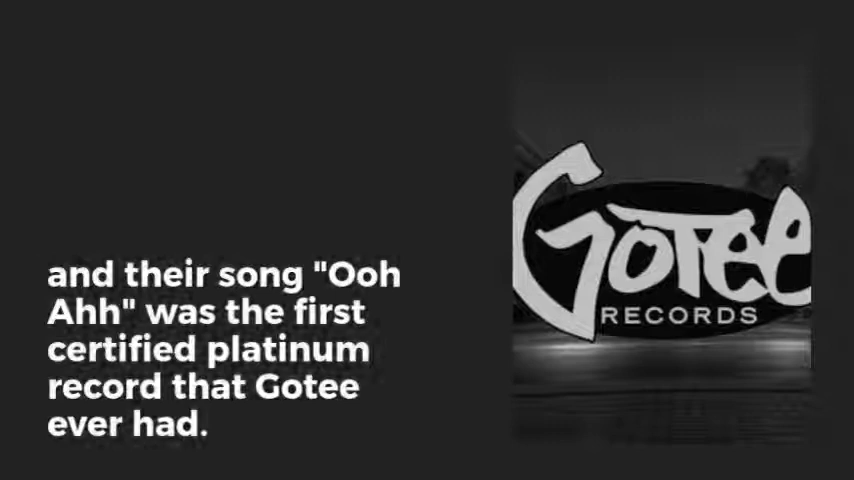 and their song "Ooh
Ahh" was the first
certified platinum
record that Gotee
ever had.
GOTEE
RECORDS